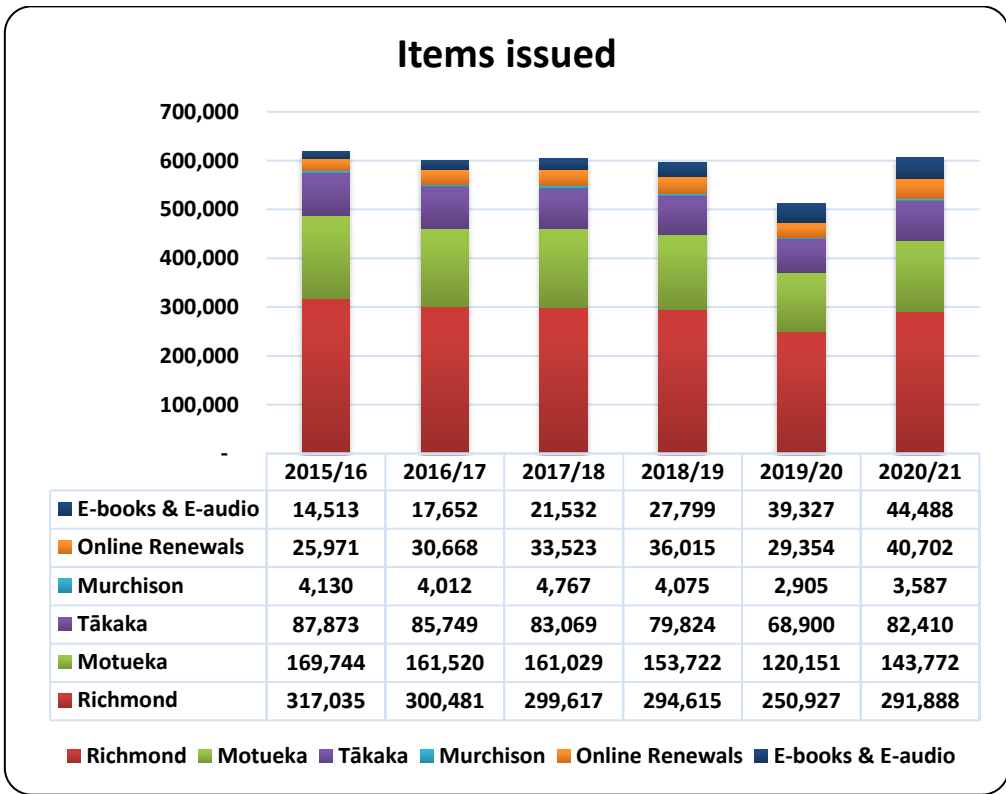 Items issued
700,000
600,000
500,000
400,000
300,000
200,000
100,000
-
2015/16 2016/17 2017/18 2018/19 2019/20 2020/21
E-books & E-audio 14,513 17,652 21,532 27,799 39,327 44,488
Online Renewals 25,971 30,668 33,523 36,015 29,354 40,702
Murchison 4,130 4,012 4,767 4,075 2,905 3,587
Tākaka 87,873 85,749 83,069 79,824 68,900 82,410
Motueka 169,744 161,520 161,029 153,722 120,151 143,772
Richmond 317,035 300,481 299,617 294,615 250,927 291,888
Richmond Motueka Tākaka Murchison Online Renewals E-books & E-audio